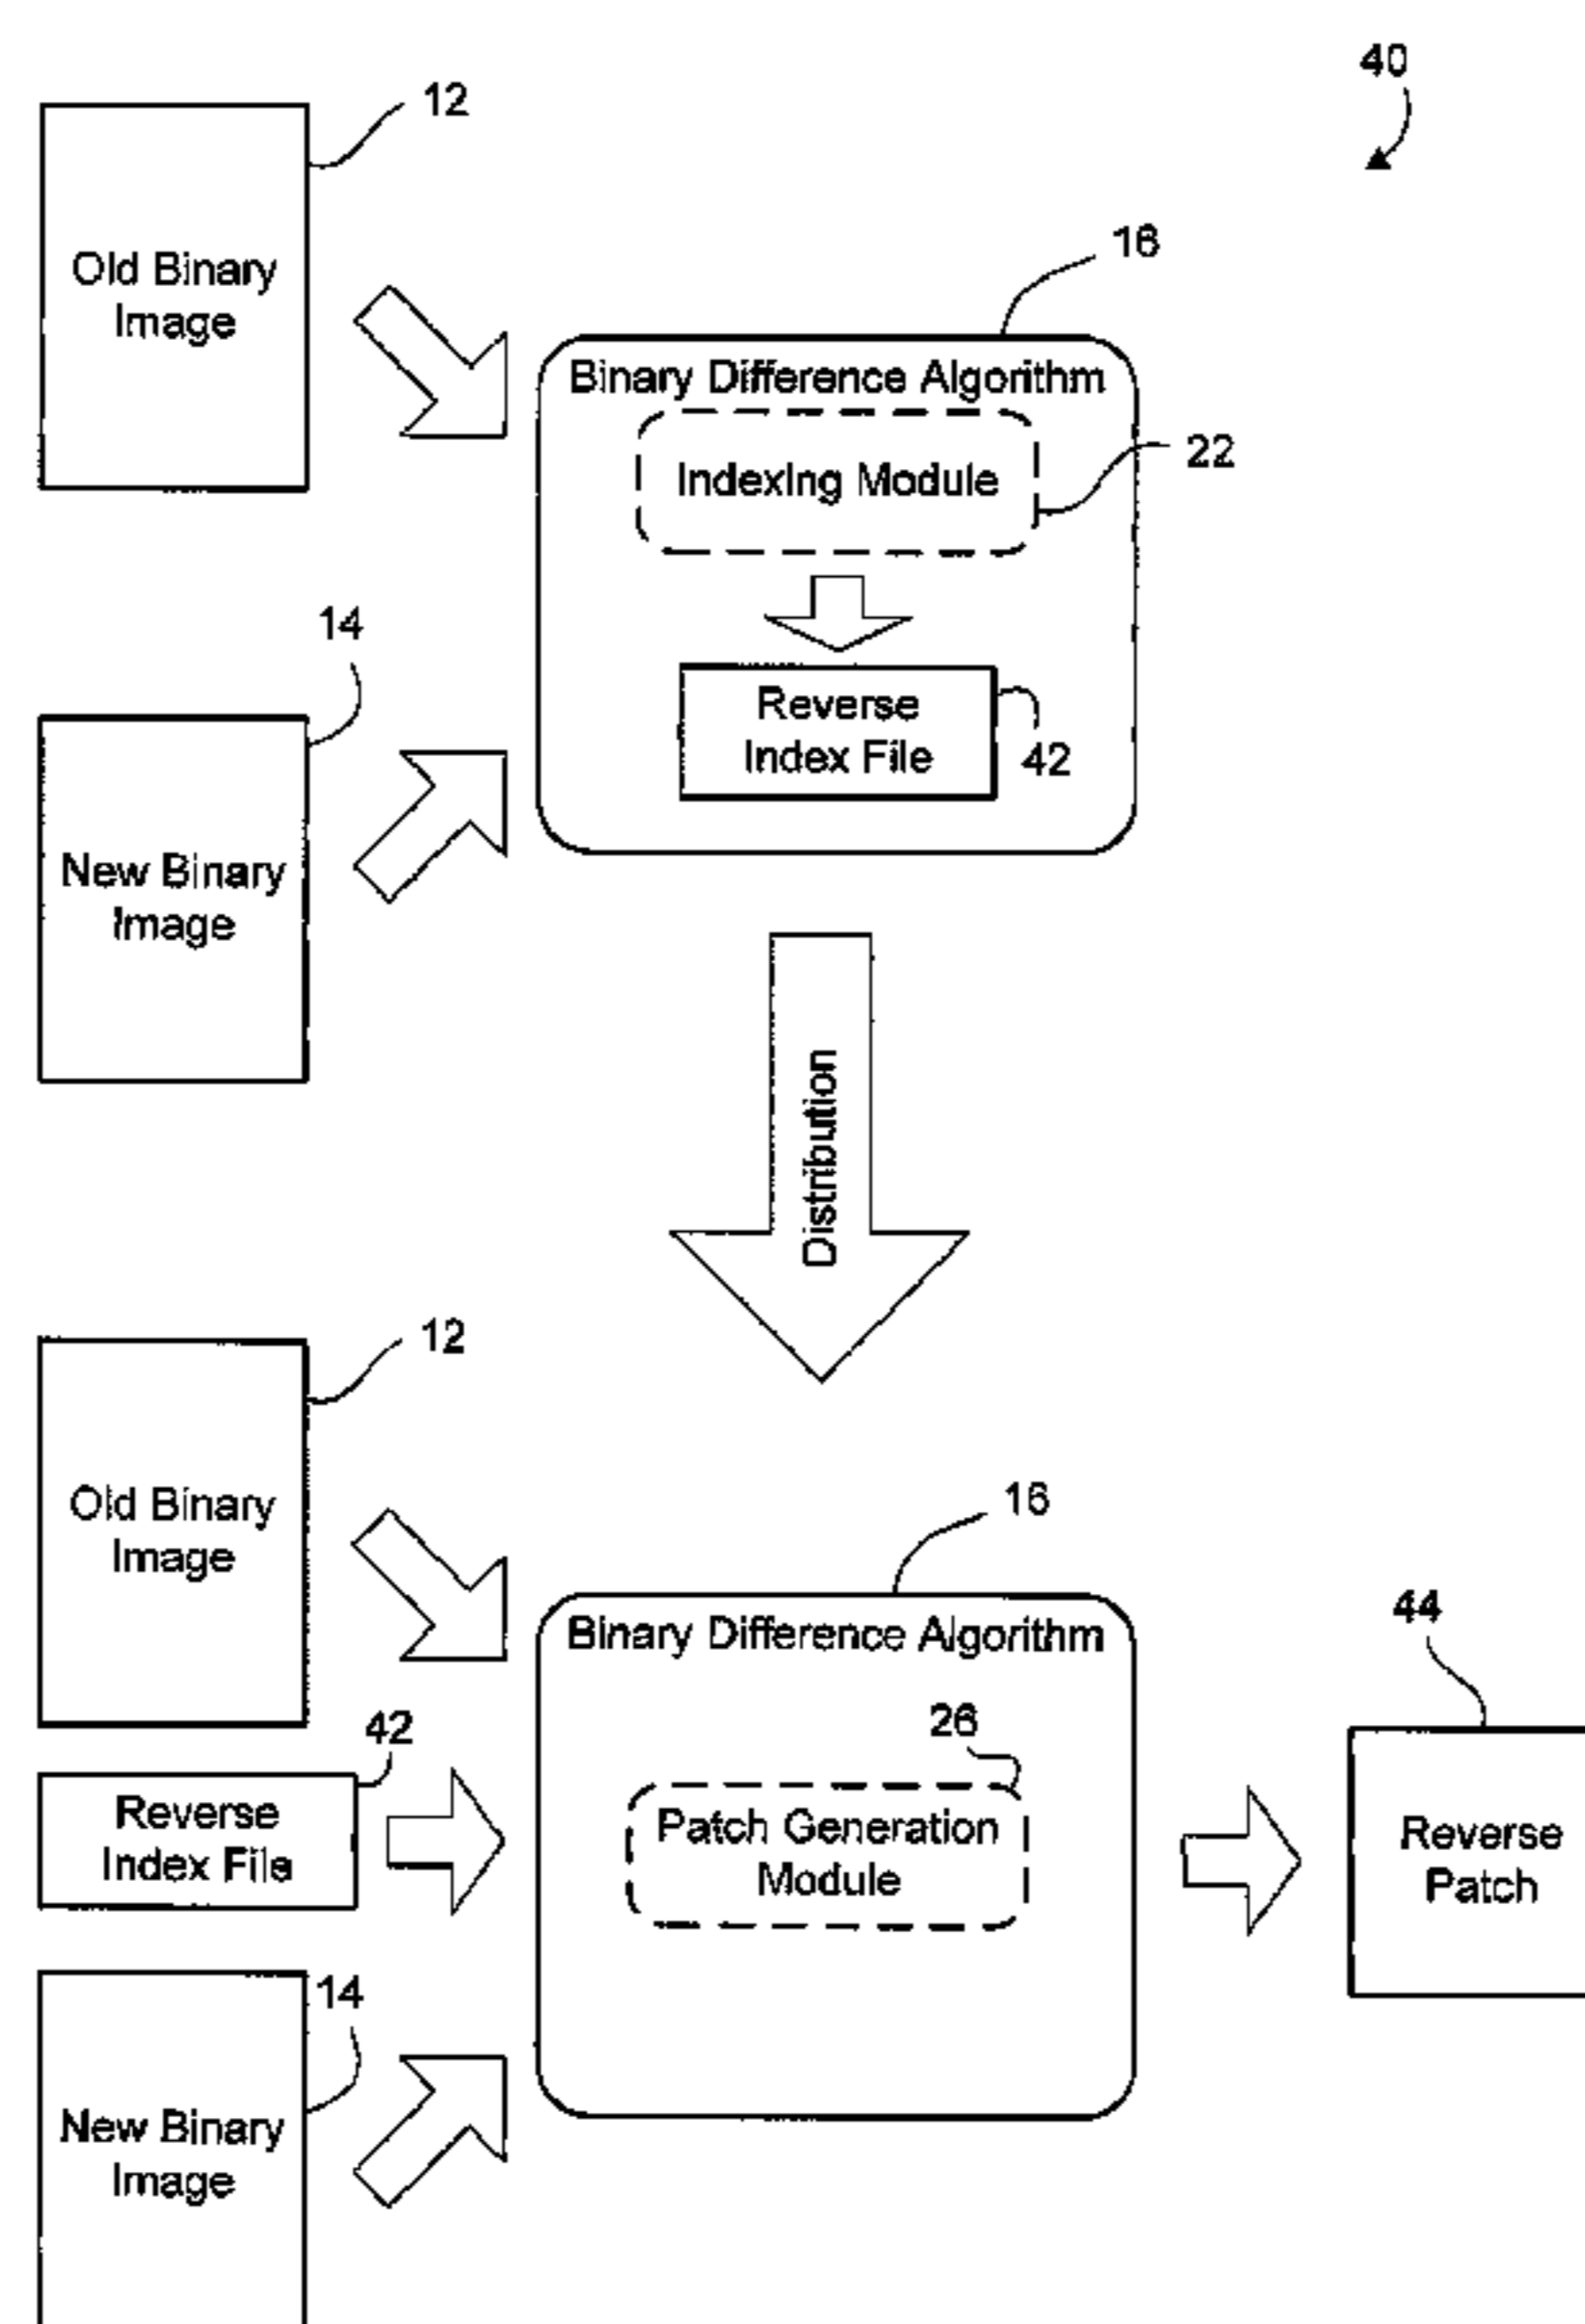 40
12
Old Binary
Image
16
Binary Difference Algorithm
Indexing Module
22
14
Reverse
Index File
42
New Binary
Image
Distribution
12
Old Binary
Image
16
Binary Difference Algorithm
44
42
26
Reverse
Index File
Patch Generation
Module
Reverse
Patch
14
New Binary
Image